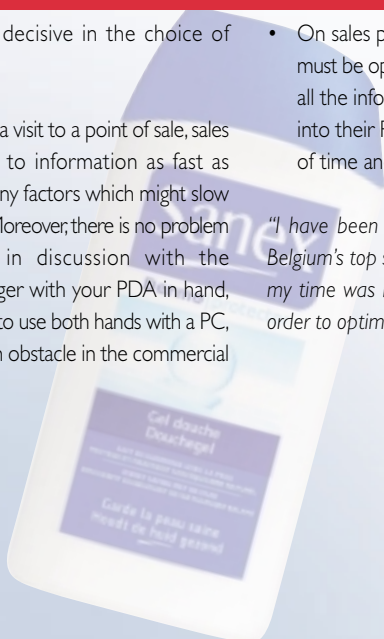 decisive in the choice of
a visit to a point of sale, sales
to information as fast as
ny factors which might slow
Moreover, there is no problem
in discussion with the
ger with your PDA in hand,
to use both hands with a PC,
n obstacle in the commercial
• On sales p
must be op
all the info
into their P
of time an
"I have been
Belgium's top s
my time was l
order to optim
Sanex
Gel douche
Douchegel
Garde la peau saine
Houdt de huid gezond